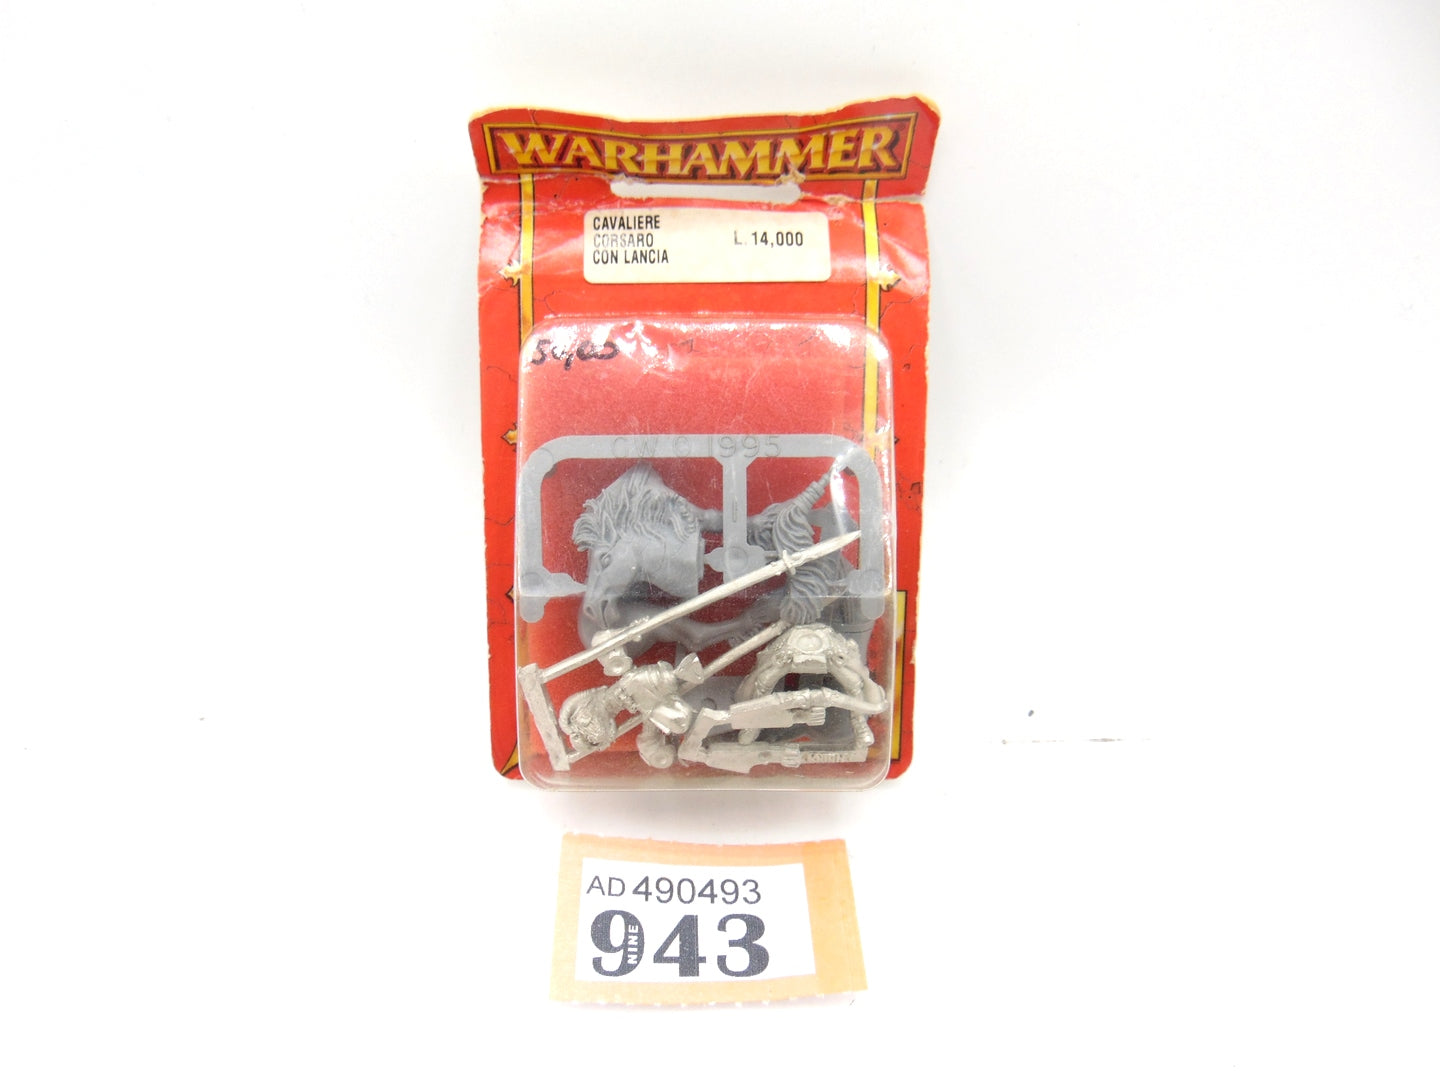 WARHAMMER
CAVALIERE
CORSARO L. 14,000
CON LANCIA
GW © 1995
AD 490493
943
NINE